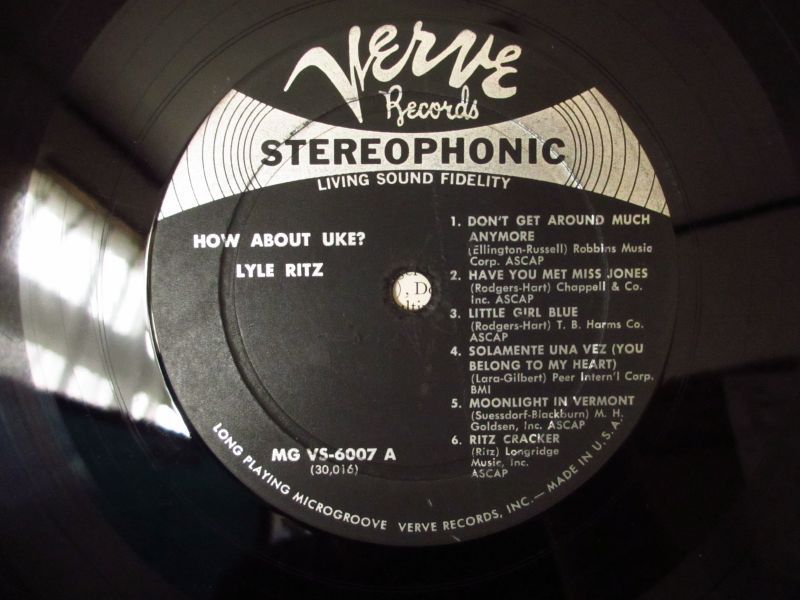 Verve
Records
STEREOPHONIC
LIVING SOUND FIDELITY
HOW ABOUT UKE?
LYLE RITZ
1. DON'T GET AROUND MUCH
ANYMORE
(Ellington-Russell) Robbins Music
Corp. ASCAP
2. HAVE YOU MET MISS JONES
(Rodgers-Hart) Chappell & Co.
Inc. ASCAP
3. LITTLE GIRL BLUE
(Rodgers-Hart) T. B. Harms Co.
ASCAP
4. SOLAMENTE UNA VEZ (YOU
BELONG TO MY HEART)
(Lara-Gilbert) Peer Intern'l Corp.
BMI
5. MOONLIGHT IN VERMONT
(Suessdorf-Blackburn) M. H.
Goldsen, Inc. ASCAP
6. RITZ CRACKER
(Ritz) Longridge
Music, Inc.
ASCAP
MG VS-6007 A
(30,016)
LONG PLAYING MICROGROOVE VERVE RECORDS, INC.—MADE IN U.S.A.